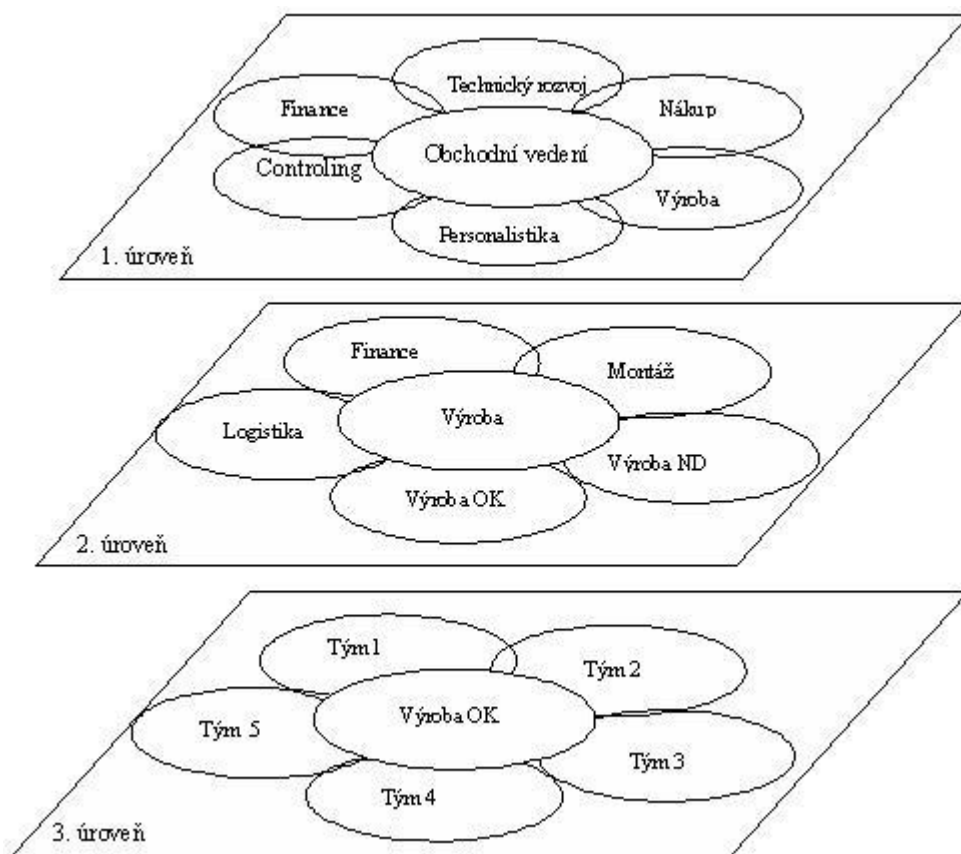 Technický rozvoj
Finance
Nákup
Obchodní vedení
Controling
Výroba
Personalistika
1. úroveň
Finance
Montáž
Výroba
Logistika
Výroba ND
Výroba OK
2. úroveň
Tým 1
Tým 2
Výroba OK
Tým 5
Tým 3
Tým 4
3. úroveň